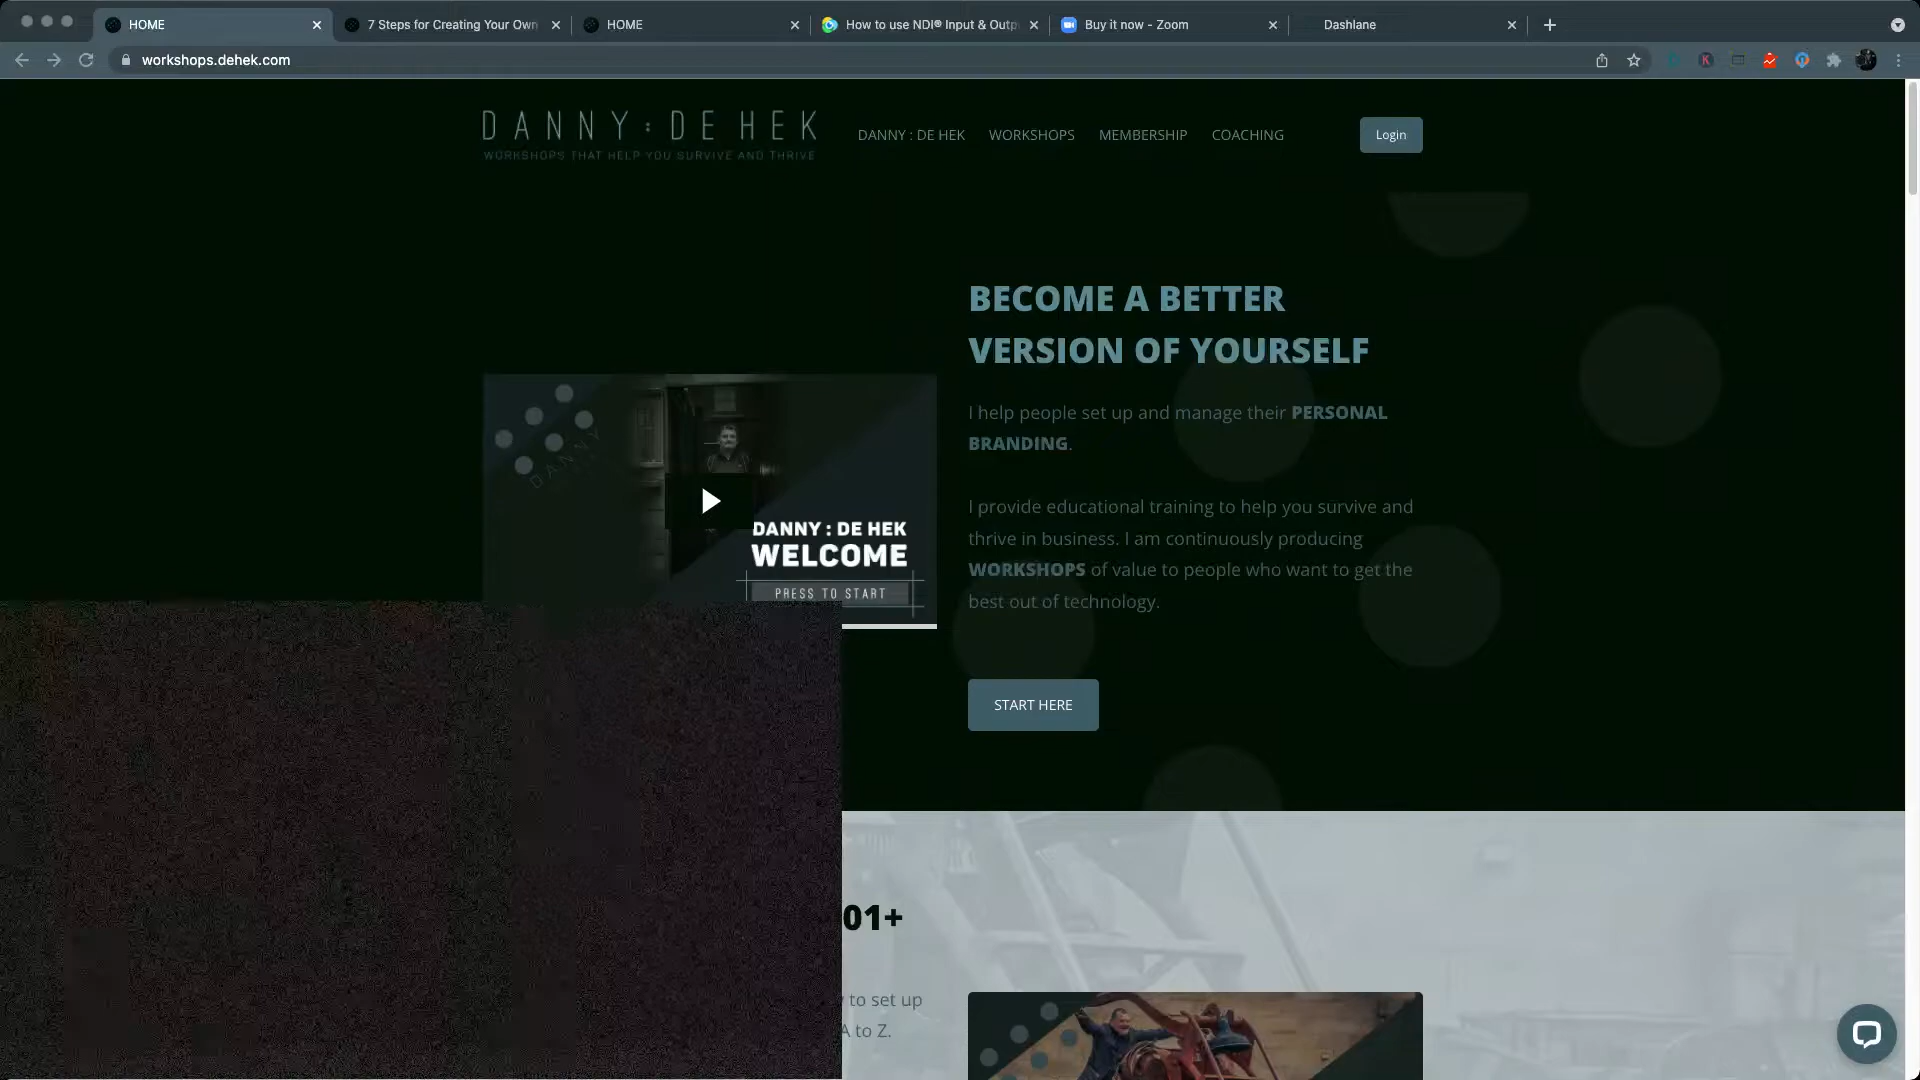 HOME
7 Steps for Creating Your Own
HOME
How to use NDI® Input & Outp
Buy it now - Zoom
Dashlane
workshops.dehek.com
DANNY : DE HEK
WORKSHOPS THAT HELP YOU SURVIVE AND THRIVE
DANNY : DE HEK
WORKSHOPS
MEMBERSHIP
COACHING
Login
BECOME A BETTER
VERSION OF YOURSELF
I help people set up and manage their PERSONAL
BRANDING.
I provide educational training to help you survive and
thrive in business. I am continuously producing
WORKSHOPS of value to people who want to get the
best out of technology.
START HERE
DANNY
DANNY : DE HEK
WELCOME
PRESS TO START
01+
to set up
A to Z.